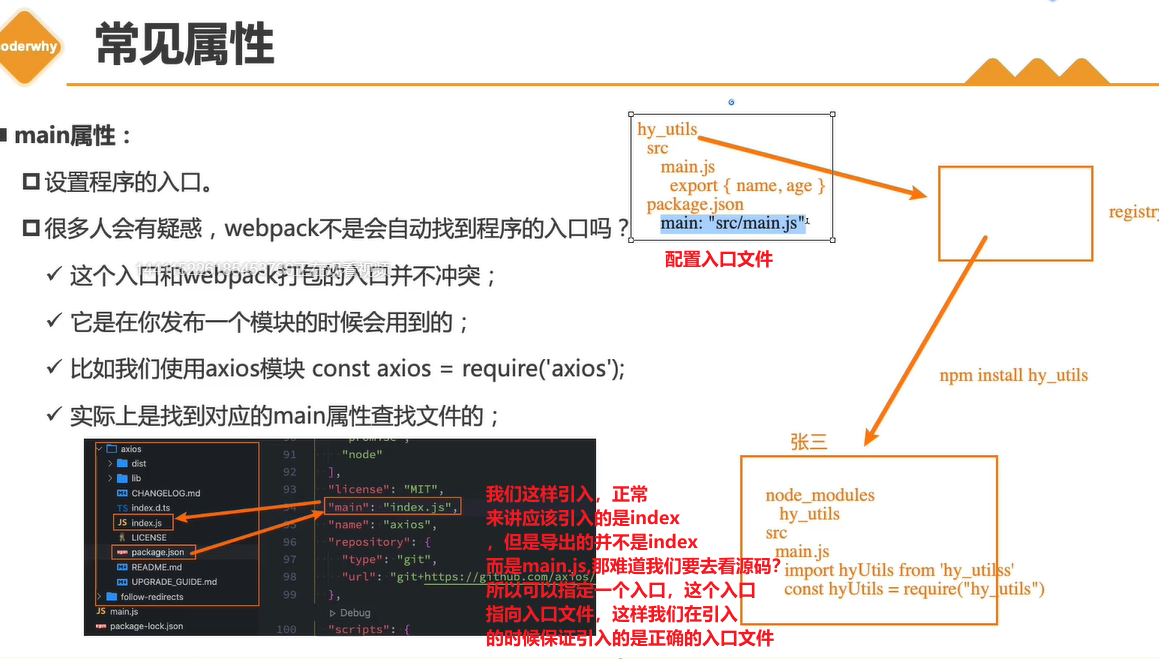 oderwhy
常见属性
main属性：
设置程序的入口。
很多人会有疑惑，webpack不是会自动找到程序的入口吗？
这个入口和webpack打包的入口并不冲突；
它是在你发布一个模块的时候会用到的；
比如我们使用axios模块 const axios = require('axios');
实际上是找到对应的main属性查找文件的；
hy_utils
src
main.js
export { name, age }
package.json
main: "src/main.js"
配置入口文件
registry
npm install hy_utils
张三
node_modules
hy_utils
src
main.js
import hyUtils from 'hy_utilss'
const hyUtils = require("hy_utils")
axios
dist
lib
CHANGELOG.md
TS index.d.ts
JS index.js
LICENSE
package.json
README.md
UPGRADE_GUIDE.md
follow-redirects
JS main.js
package-lock.json
90 "promise",
91 "node"
92 ],
93 "license": "MIT",
94 "main": "index.js",
95 "name": "axios",
96 "repository": {
97 "type": "git",
98 "url": "git+https://github.com/axios/
99 },
Debug
100 "scripts": {
我们这样引入，正常
来讲应该引入的是index
，但是导出的并不是index
而是main.js,那难道我们要去看源码?
所以可以指定一个入口，这个入口
指向入口文件，这样我们在引入
的时候保证引入的是正确的入口文件